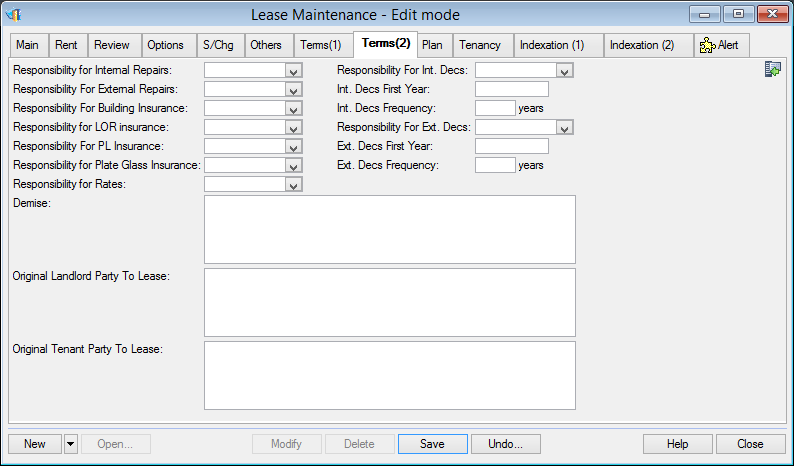 Lease Maintenance - Edit mode
Main Rent Review Options S/Chg Others Terms(1) Terms(2) Plan Tenancy Indexation (1) Indexation (2) Alert
Responsibility for Internal Repairs: Responsibility For Int. Decs:
Responsibility For External Repairs: Int. Decs First Year:
Responsibility For Building Insurance: Int. Decs Frequency: years
Responsibility for LOR insurance: Responsibility For Ext. Decs:
Responsibility For PL Insurance: Ext. Decs First Year:
Responsibility for Plate Glass Insurance: Ext. Decs Frequency: years
Responsibility for Rates:
Demise:
Original Landlord Party To Lease:
Original Tenant Party To Lease:
New Open... Modify Delete Save Undo... Help Close